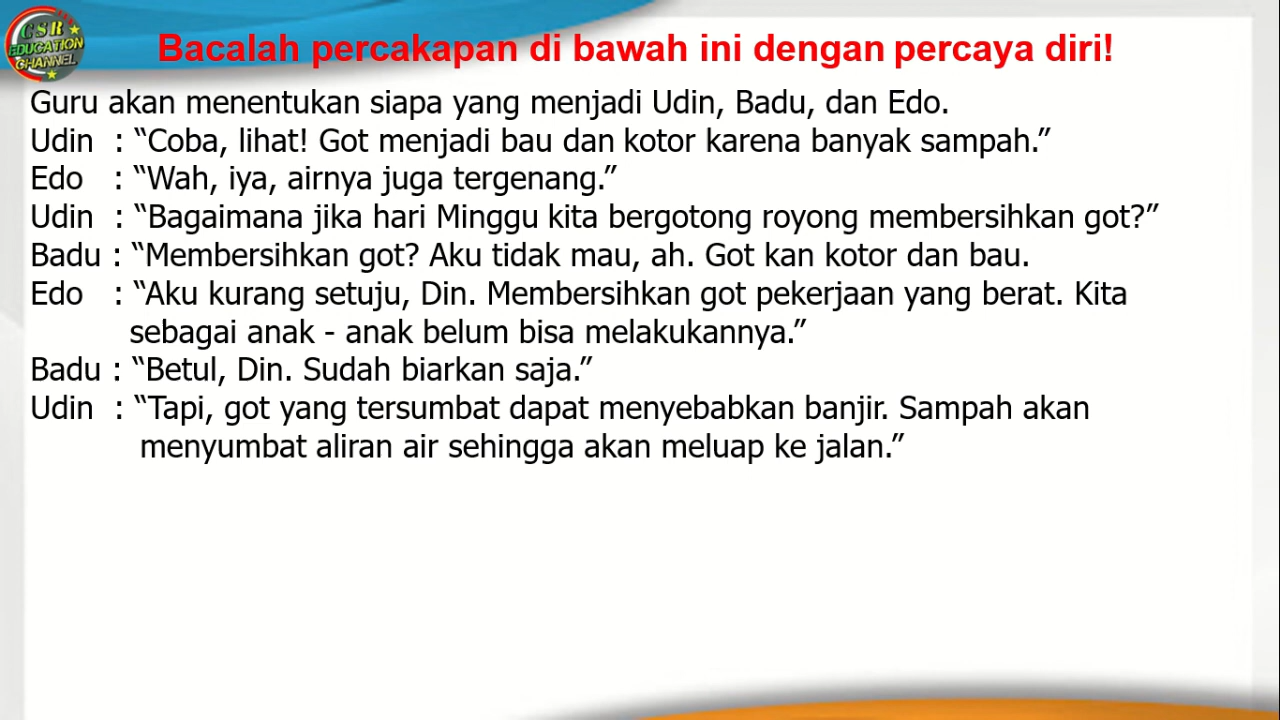 GSR
EDUCATION
CHANNEL
Bacalah percakapan di bawah ini dengan percaya diri!
Guru akan menentukan siapa yang menjadi Udin, Badu, dan Edo.
Udin : “Coba, lihat! Got menjadi bau dan kotor karena banyak sampah.”
Edo : “Wah, iya, airnya juga tergenang.”
Udin : “Bagaimana jika hari Minggu kita bergotong royong membersihkan got?”
Badu : “Membersihkan got? Aku tidak mau, ah. Got kan kotor dan bau.
Edo : “Aku kurang setuju, Din. Membersihkan got pekerjaan yang berat. Kita
sebagai anak - anak belum bisa melakukannya.”
Badu : “Betul, Din. Sudah biarkan saja.”
Udin : “Tapi, got yang tersumbat dapat menyebabkan banjir. Sampah akan
menyumbat aliran air sehingga akan meluap ke jalan.”